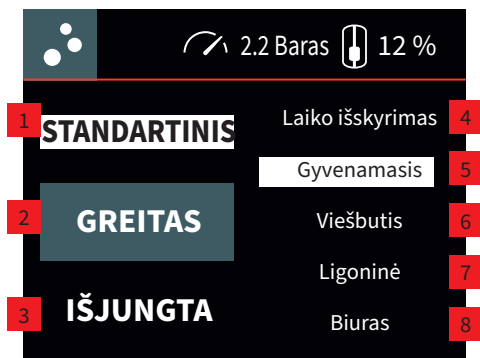 2.2 Baras 12 %
1 STANDARTINIS
2 GREITAS
3 IŠJUNGTA
Laiko išskyrimas 4
Gyvenamasis 5
Viešbutis 6
Ligoninė 7
Biuras 8